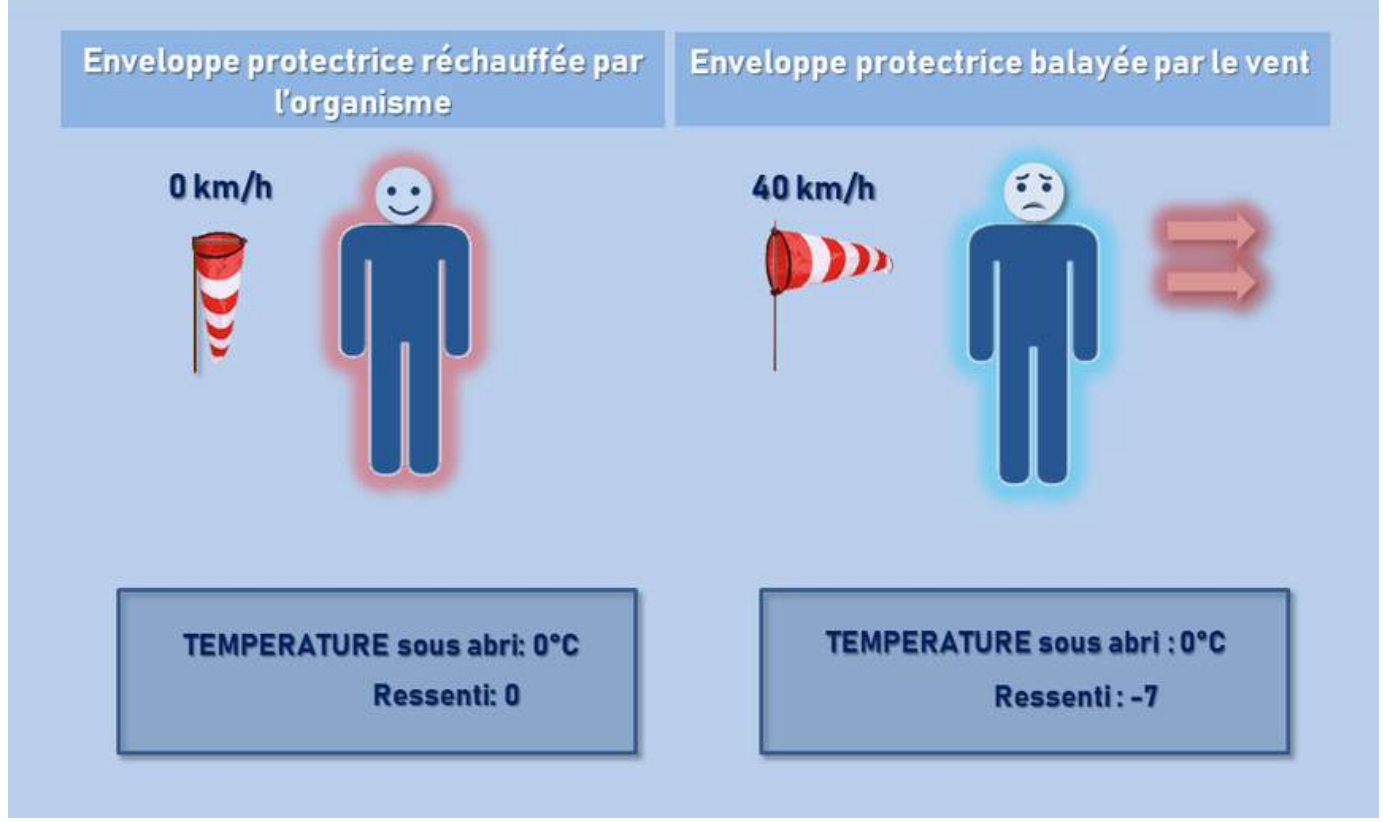 Enveloppe protectrice réchauffée par
l'organisme
Enveloppe protectrice balayée par le vent
0 km/h
40 km/h
TEMPERATURE sous abri: 0°C
Ressenti: 0
TEMPERATURE sous abri : 0°C
Ressenti : -7